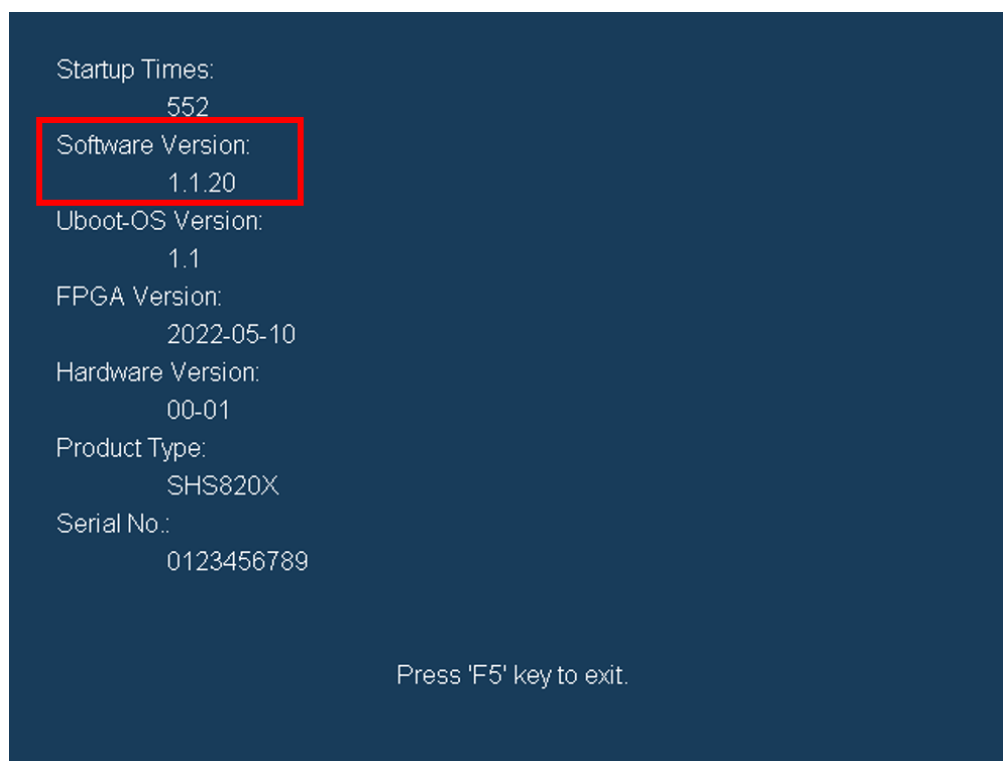 Startup Times:
552
Software Version:
1.1.20
Uboot-OS Version:
1.1
FPGA Version:
2022-05-10
Hardware Version:
00-01
Product Type:
SHS820X
Serial No.:
0123456789
Press 'F5' key to exit.